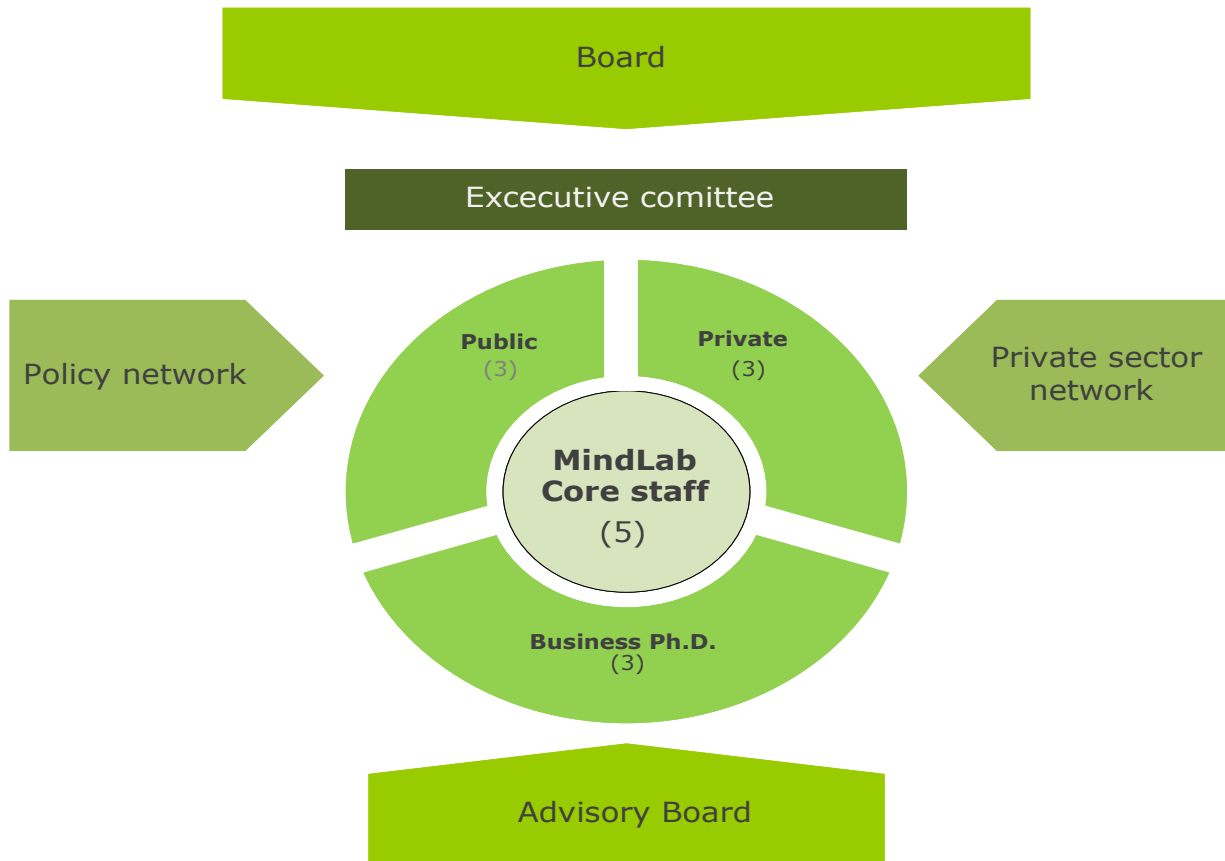 Board
Excecutive comittee
Public
(3)
Private
(3)
Policy network
Private sector
network
MindLab
Core staff
(5)
Business Ph.D.
(3)
Advisory Board